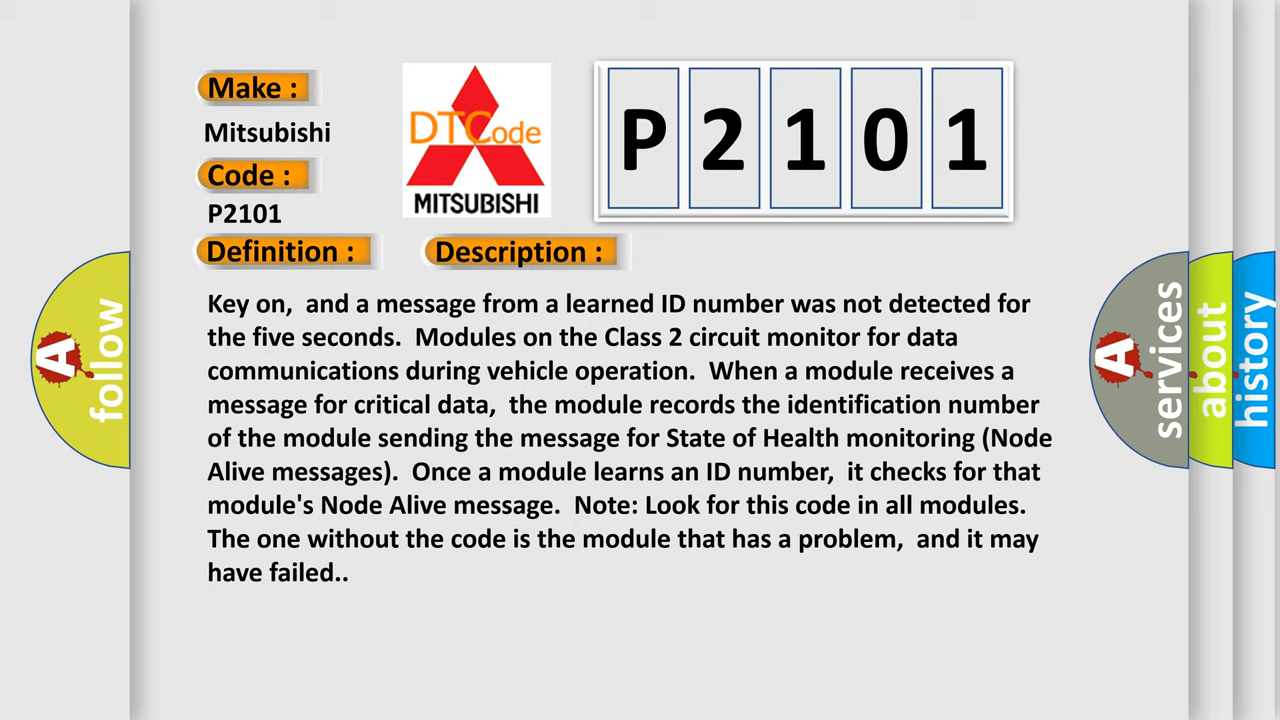 Make :
Mitsubishi
Code :
P2101
Definition :
Description :
DTCode
MITSUBISHI
P 2 1 0 1
Key on,  and a message from a learned ID number was not detected for
the five seconds  Modules on the Class 2 circuit monitor for data
communications during vehicle operation  When a module receives a
message for critical data,  the module records the identification number
of the module sending the message for State of Health monitoring (Node
Alive messages)  Once a module learns an ID number,  it checks for that
module's Node Alive message.  Note: Look for this code in all modules.
The one without the code is the module that has a problem,  and it may
have failed..
A
follow
A
services
about
history